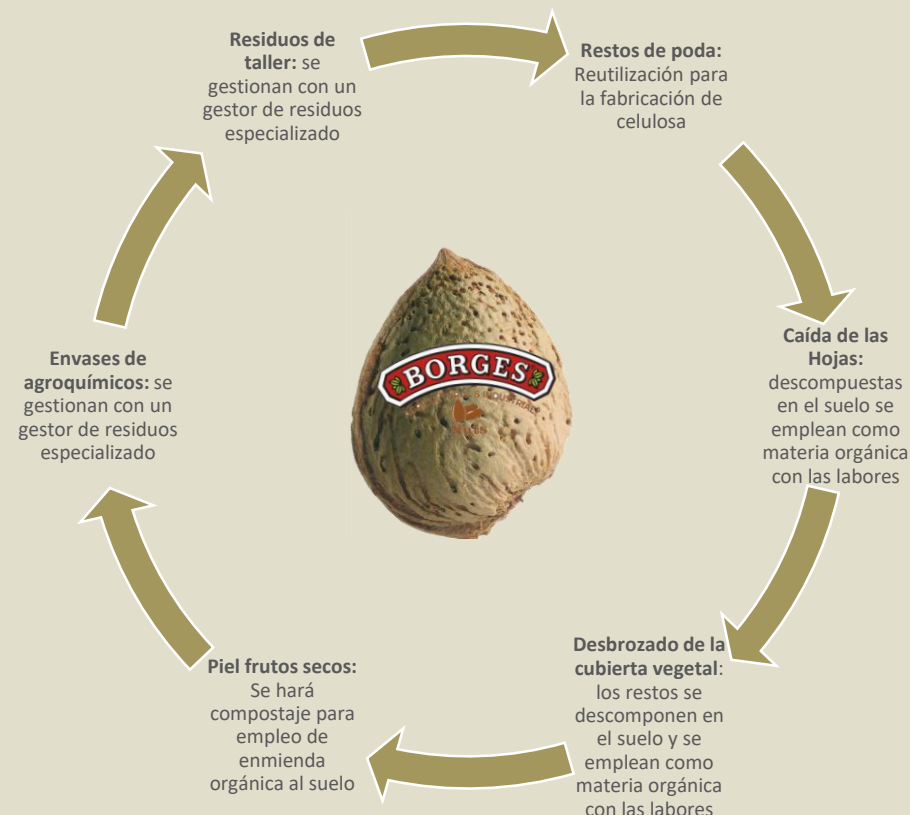 Residuos de
taller: se
gestionan con un
gestor de residuos
especializado
Restos de poda:
Reutilización para
la fabricación de
celulosa
Caída de las
Hojas:
descompuestas
en el suelo se
emplean como
materia orgánica
con las labores
Desbrozado de la
cubierta vegetal:
los restos se
descomponen en
el suelo y se
emplean como
materia orgánica
con las labores
Piel frutos secos:
Se hará
compostaje para
empleo de
enmienda
orgánica al suelo
Envases de
agroquímicos: se
gestionan con un
gestor de residuos
especializado
BORGES
INDUSTRIAL